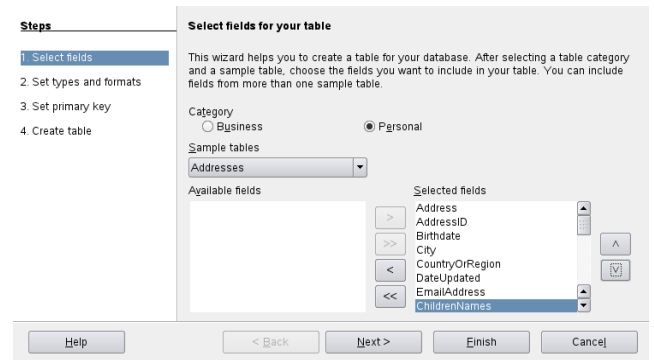 Steps
1. Select fields
2. Set types and formats
3. Set primary key
4. Create table
Select fields for your table
This wizard helps you to create a table for your database. After selecting a table category
and a sample table, choose the fields you want to include in your table. You can include
fields from more than one sample table.
Category
Business
Personal
Sample tables
Addresses
Available fields
>
>>
<
<<
Selected fields
Address
AddressID
Birthdate
City
CountryOrRegion
DateUpdated
EmailAddress
ChildrenNames
Help
< Back
Next >
Finish
Cancel